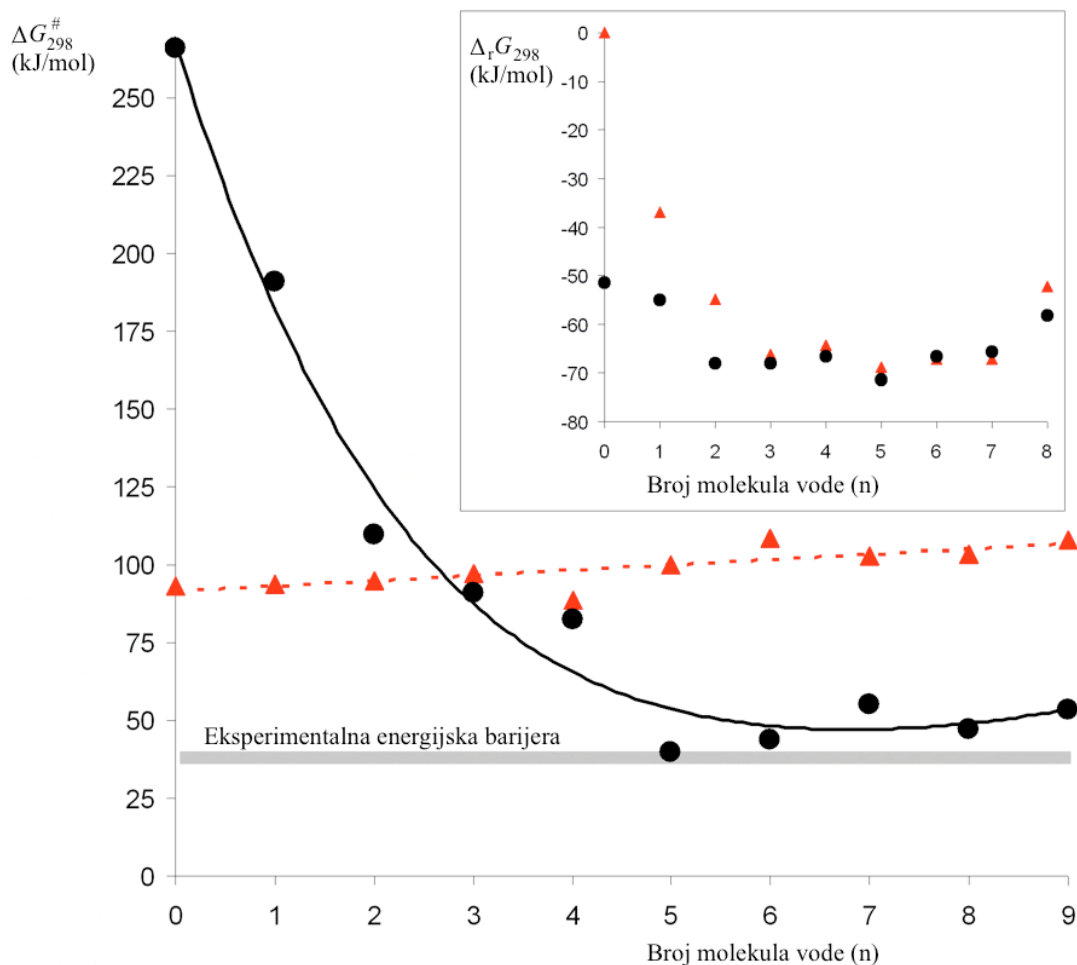 ΔG#298
(kJ/mol)
250
225
200
175
150
125
100
75
50
25
0
0 1 2 3 4 5 6 7 8 9
Broj molekula vode (n)
Eksperimentalna energijska barijera
ΔrG298
(kJ/mol)
0
-10
-20
-30
-40
-50
-60
-70
-80
0 1 2 3 4 5 6 7 8
Broj molekula vode (n)